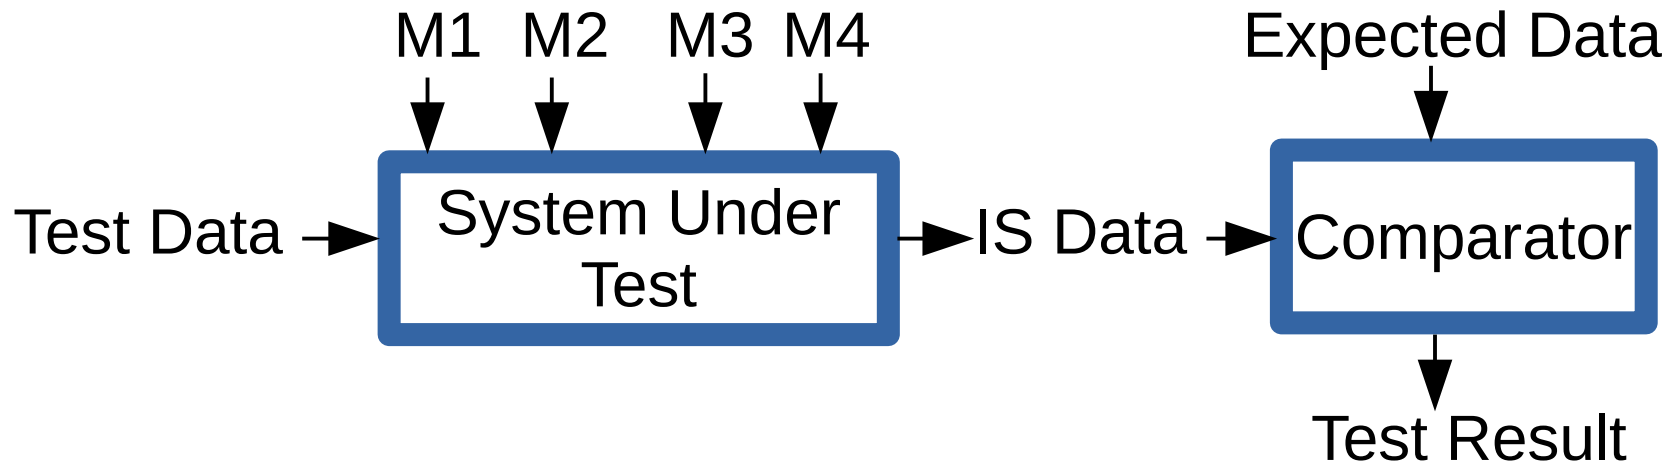 M1 M2 M3 M4
Expected Data
Test Data
System Under
Test
IS Data
Comparator
Test Result